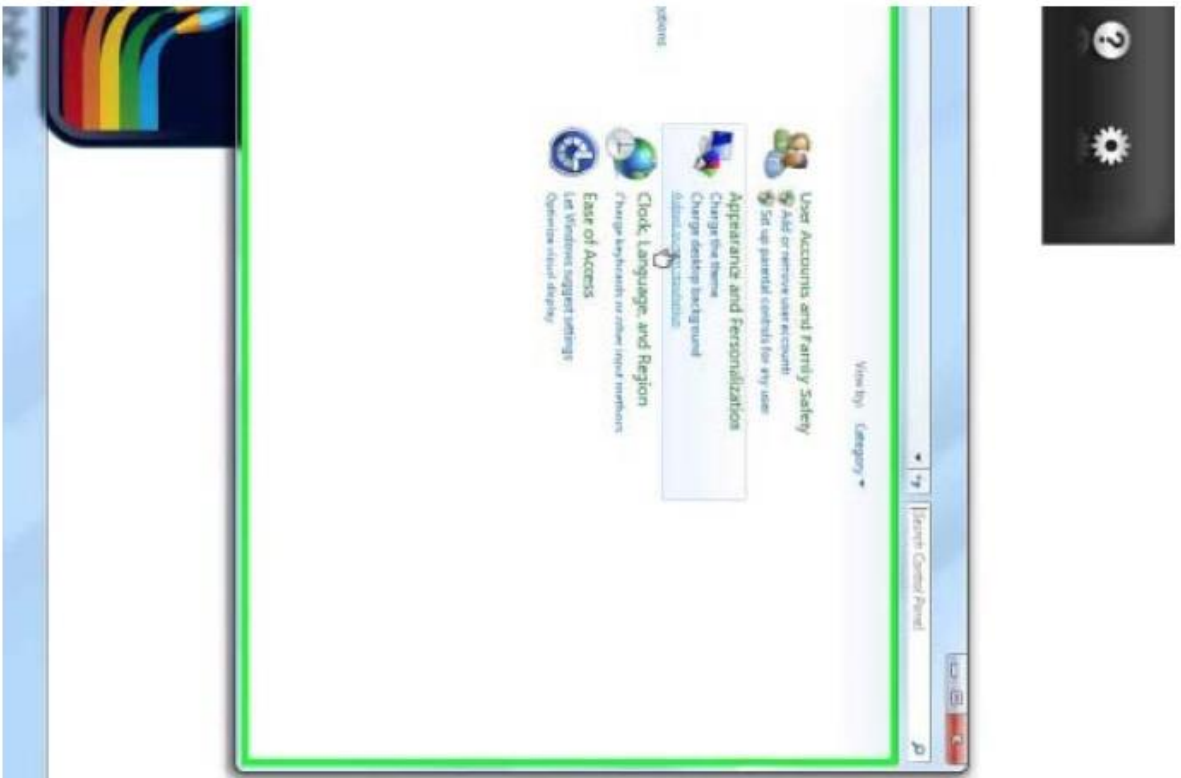 Search Control Panel
View by: Category
User Accounts and Family Safety
Add or remove user accounts
Set up parental controls for any user
Appearance and Personalization
Change the theme
Change desktop background
Clock, Language, and Region
Change keyboards or other input methods
Ease of Access
Let Windows suggest settings
Optimize visual display